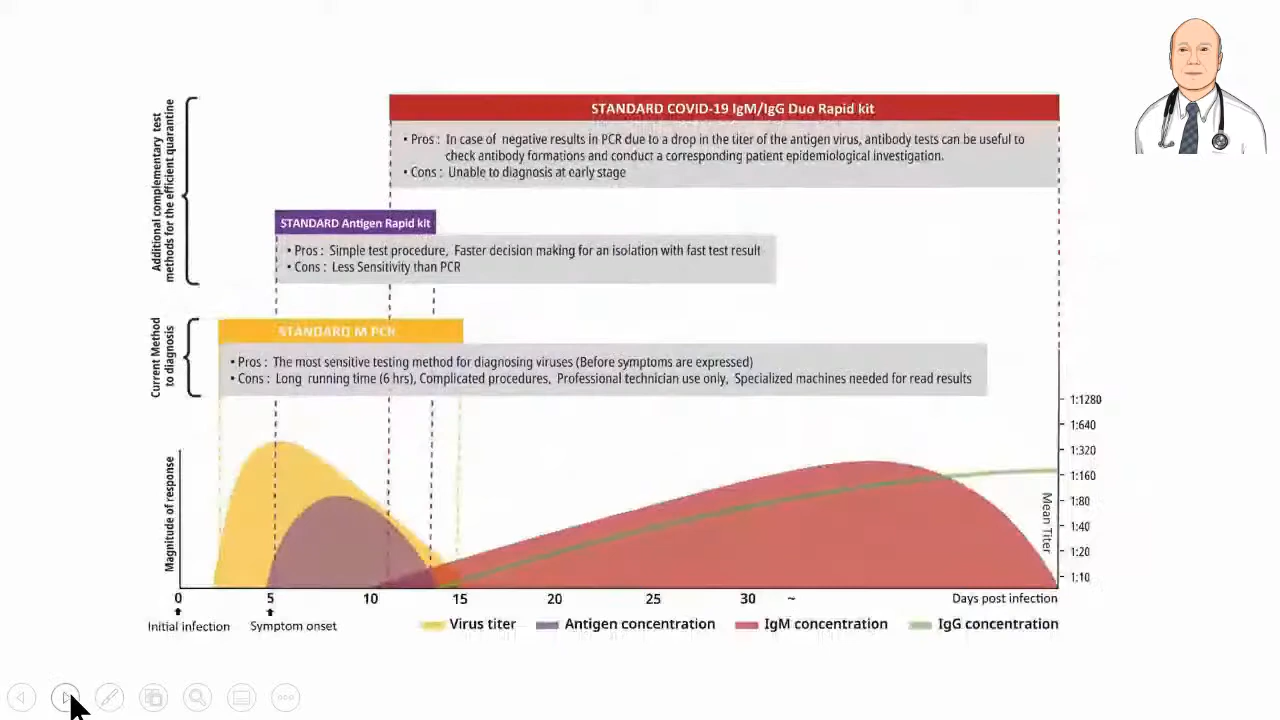 STANDARD COVID-19 IgM/IgG Duo Rapid kit
• Pros : In case of negative results in PCR due to a drop in the titer of the antigen virus, antibody tests can be useful to
check antibody formations and conduct a corresponding patient epidemiological investigation.
• Cons : Unable to diagnosis at early stage
Additional complementary test
methods for the efficient quarantine
STANDARD Antigen Rapid kit
• Pros : Simple test procedure, Faster decision making for an isolation with fast test result
• Cons : Less Sensitivity than PCR
Current Method
to diagnosis
STANDARD M PCR
• Pros : The most sensitive testing method for diagnosing viruses (Before symptoms are expressed)
• Cons : Long running time (6 hrs), Complicated procedures, Professional technician use only, Specialized machines needed for read results
Magnitude of response
1:1280
1:640
1:320
1:160
1:80
1:40
1:20
1:10
Mean Titer
0 5 10 15 20 25 30 ~ Days post infection
Initial infection Symptom onset
Virus titer Antigen concentration IgM concentration IgG concentration